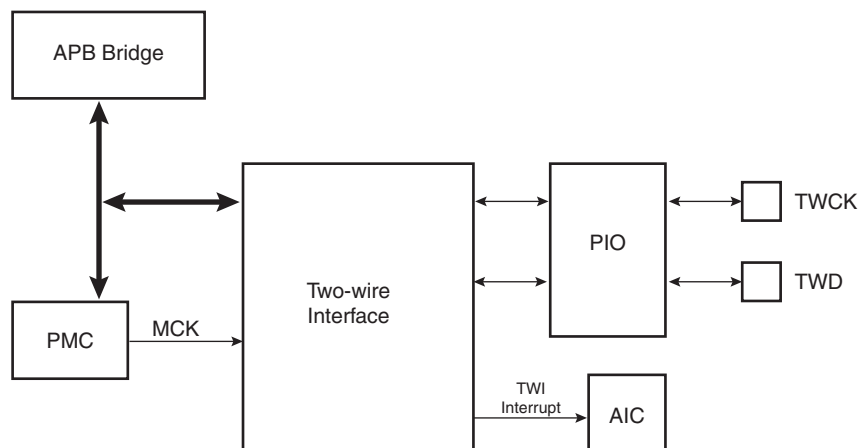 APB Bridge
TWCK
PIO
Two-wire
Interface
TWD
PMC
MCK
TWI
Interrupt
AIC